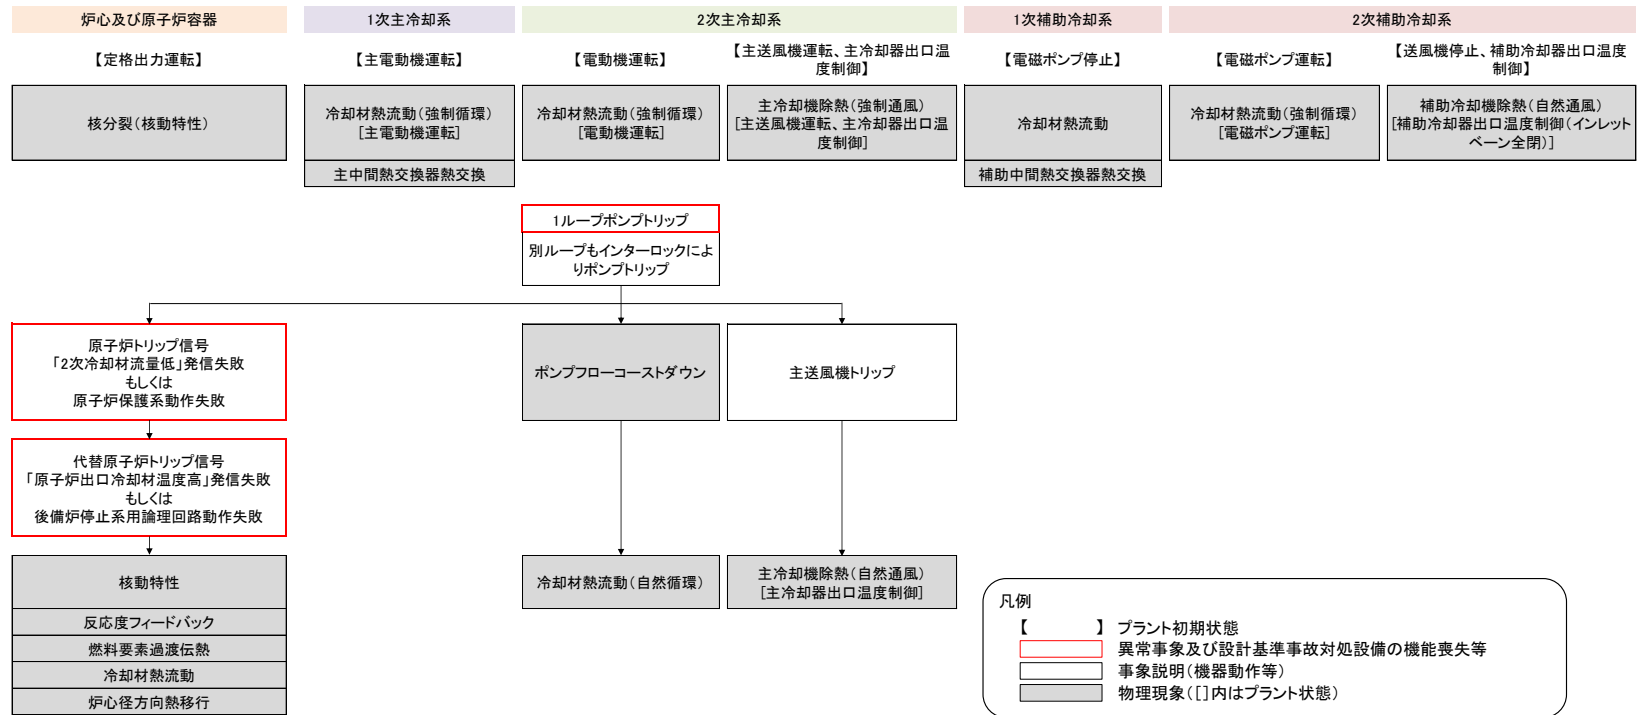 炉心及び原子炉容器
1次主冷却系
2次主冷却系
1次補助冷却系
2次補助冷却系
【定格出力運転】
【主電動機運転】
【電動機運転】
【主送風機運転、主冷却器出口温
度制御】
【電磁ポンプ停止】
【電磁ポンプ運転】
【送風機停止、補助冷却器出口温度
制御】
核分裂(核動特性)
冷却材熱流動(強制循環)
[主電動機運転]
冷却材熱流動(強制循環)
[電動機運転]
主冷却機除熱(強制通風)
[主送風機運転、主冷却器出口温
度制御]
冷却材熱流動
冷却材熱流動(強制循環)
[電磁ポンプ運転]
補助冷却機除熱(自然通風)
[補助冷却器出口温度制御(インレット
ベーン全閉)]
主中間熱交換器熱交換
補助中間熱交換器熱交換
1ループポンプトリップ
別ループもインターロックによ
りポンプトリップ
原子炉トリップ信号
「2次冷却材流量低」発信失敗
もしくは
原子炉保護系動作失敗
ポンプフローコーストダウン
主送風機トリップ
代替原子炉トリップ信号
「原子炉出口冷却材温度高」発信失敗
もしくは
後備炉停止系用論理回路動作失敗
核動特性
冷却材熱流動(自然循環)
主冷却機除熱(自然通風)
[主冷却器出口温度制御]
反応度フィードバック
燃料要素過渡伝熱
冷却材熱流動
炉心径方向熱移行
凡例
【 】 プラント初期状態
異常事象及び設計基準事故対処設備の機能喪失等
事象説明(機器動作等)
物理現象([]内はプラント状態)